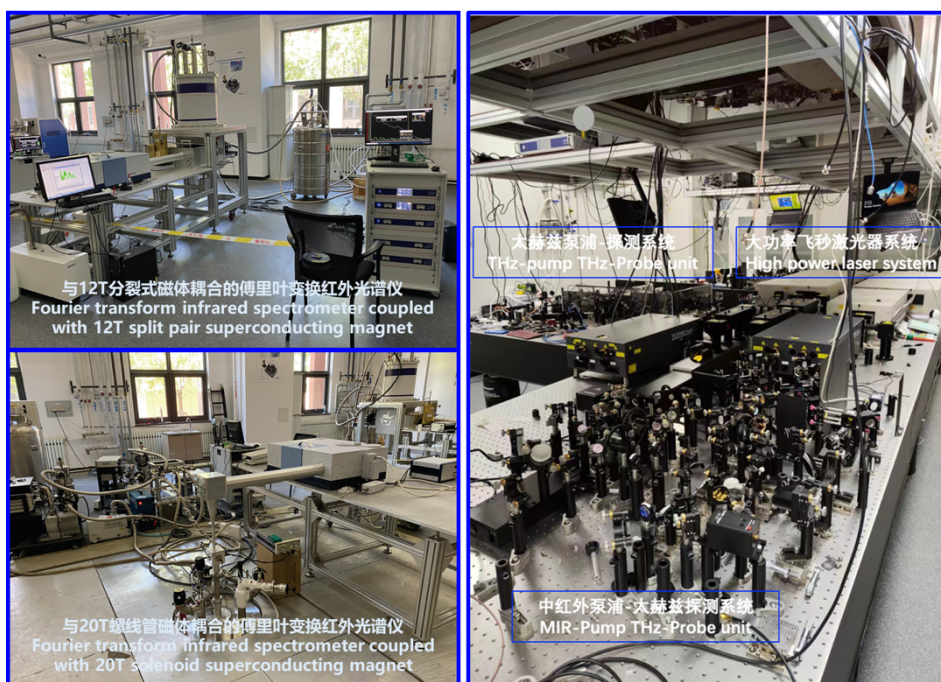 与12T分裂式磁体耦合的傅里叶变换红外光谱仪
Fourier transform infrared spectrometer coupled
with 12T split pair superconducting magnet
与20T螺线管磁体耦合的傅里叶变换红外光谱仪
Fourier transform infrared spectrometer coupled
with 20T solenoid superconducting magnet
太赫兹泵浦-探测系统
THz-pump THz-Probe unit
大功率飞秒激光器系统
High power laser system
中红外泵浦-太赫兹探测系统
MIR-Pump THz-Probe unit